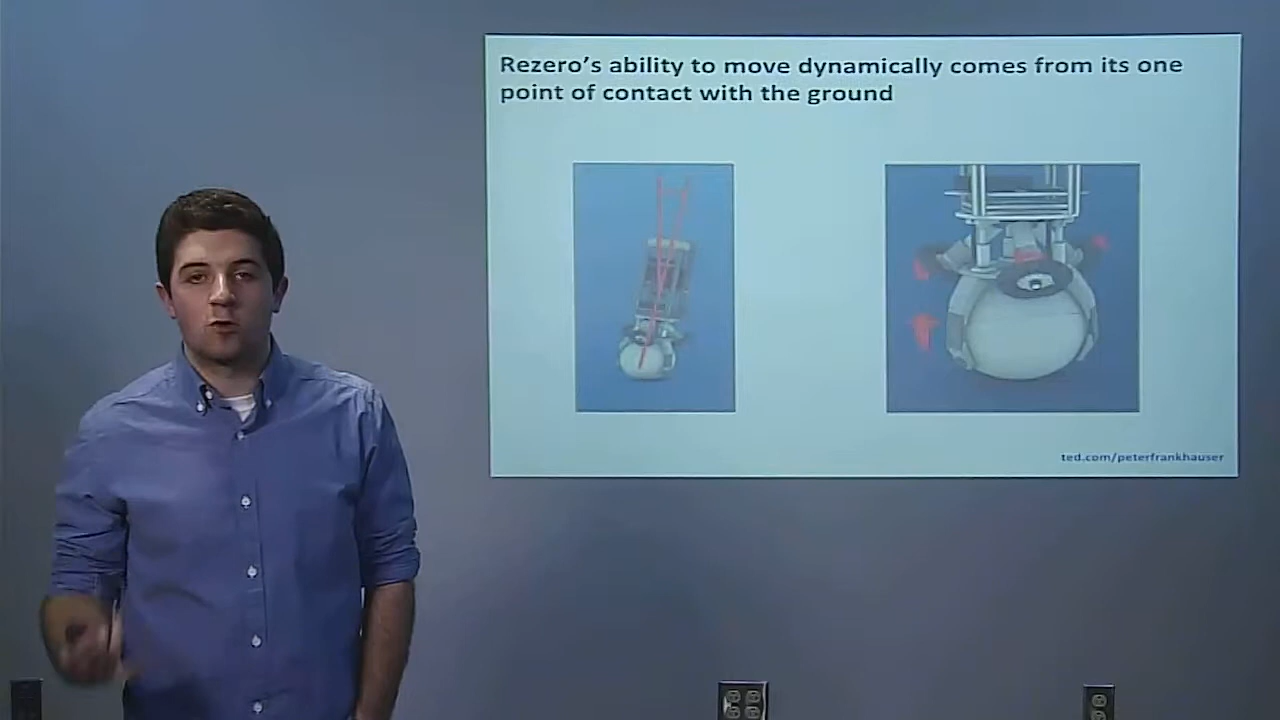 Rezero's ability to move dynamically comes from its one
point of contact with the ground
ted.com/peterfrankhauser